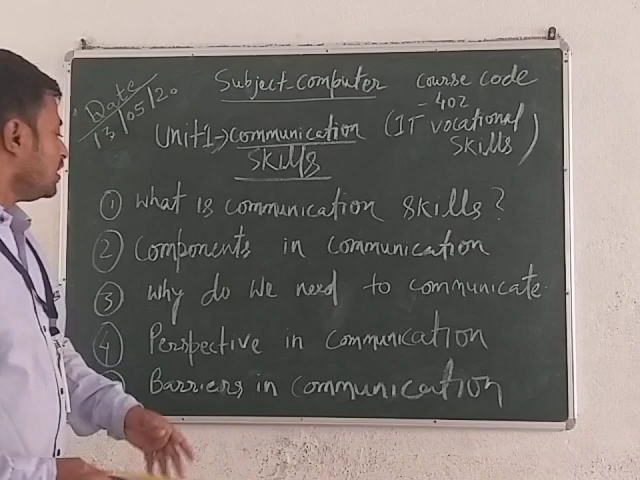 Date
13/05/20
Subject-Computer
Course Code
- 402
Unit1→Communication
Skills
(IT Vocational
Skills)
① What is communication skills?
② Components in communication
③ Why do We need to communicate.
④ Perspective in communication
Barriers in communication